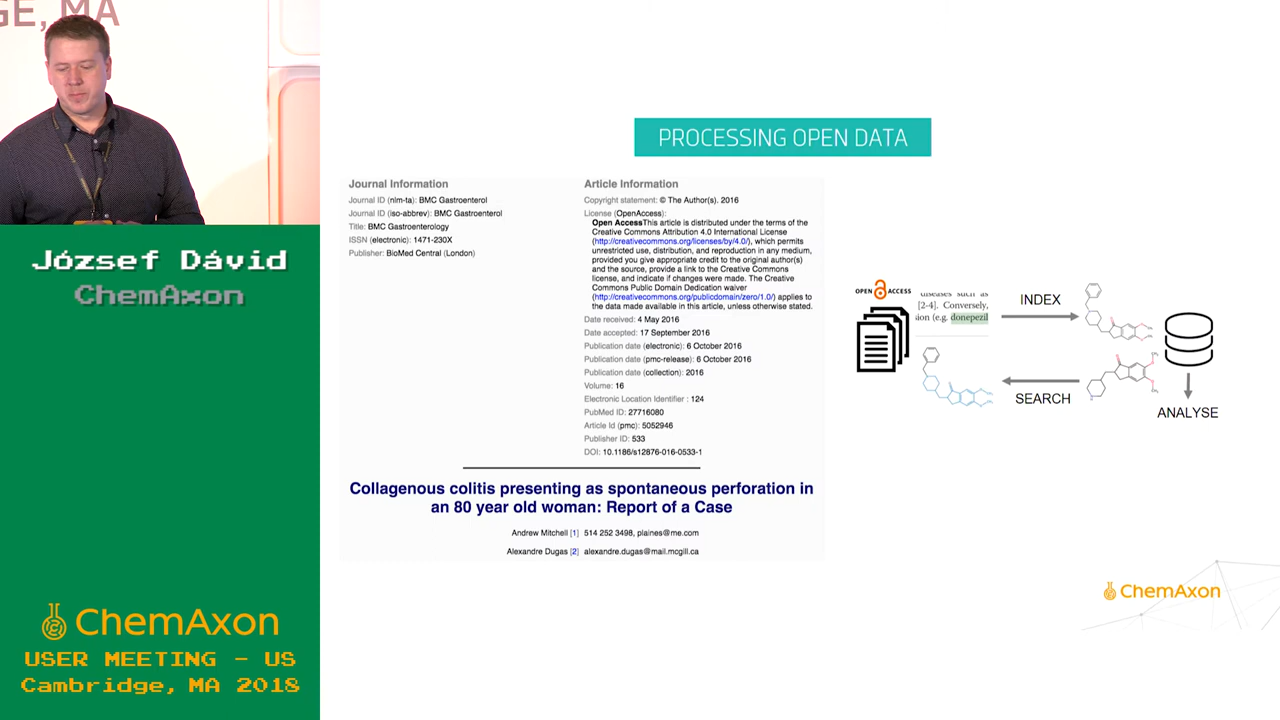 GE, MA
József Dávid
ChemAxon
ChemAxon
USER MEETING - US
Cambridge, MA 2018
PROCESSING OPEN DATA
Journal Information
Journal ID (nlm-ta): BMC Gastroenterol
Journal ID (iso-abbrev): BMC Gastroenterol
Title: BMC Gastroenterology
ISSN (electronic): 1471-230X
Publisher: BioMed Central (London)
Article Information
Copyright statement: © The Author(s). 2016
License (OpenAccess):
Open AccessThis article is distributed under the terms of the
Creative Commons Attribution 4.0 International License
(http://creativecommons.org/licenses/by/4.0/), which permits
unrestricted use, distribution, and reproduction in any medium,
provided you give appropriate credit to the original author(s)
and the source, provide a link to the Creative Commons
license, and indicate if changes were made. The Creative
Commons Public Domain Dedication waiver
(http://creativecommons.org/publicdomain/zero/1.0/) applies to
the data made available in this article, unless otherwise stated.
Date received: 4 May 2016
Date accepted: 17 September 2016
Publication date (electronic): 6 October 2016
Publication date (pmc-release): 6 October 2016
Publication date (collection): 2016
Volume: 16
Electronic Location Identifier : 124
PubMed ID: 27716080
Article Id (pmc): 5052946
Publisher ID: 533
DOI: 10.1186/s12876-016-0533-1
Collagenous colitis presenting as spontaneous perforation in
an 80 year old woman: Report of a Case
Andrew Mitchell [1] 514 252 3498, plaines@me.com
Alexandre Dugas [2] alexandre.dugas@mail.mcgill.ca
OPEN ACCESS
diseases such as
[2-4]. Conversely,
ion (e.g. donepezil
INDEX
SEARCH
ANALYSE
ChemAxon